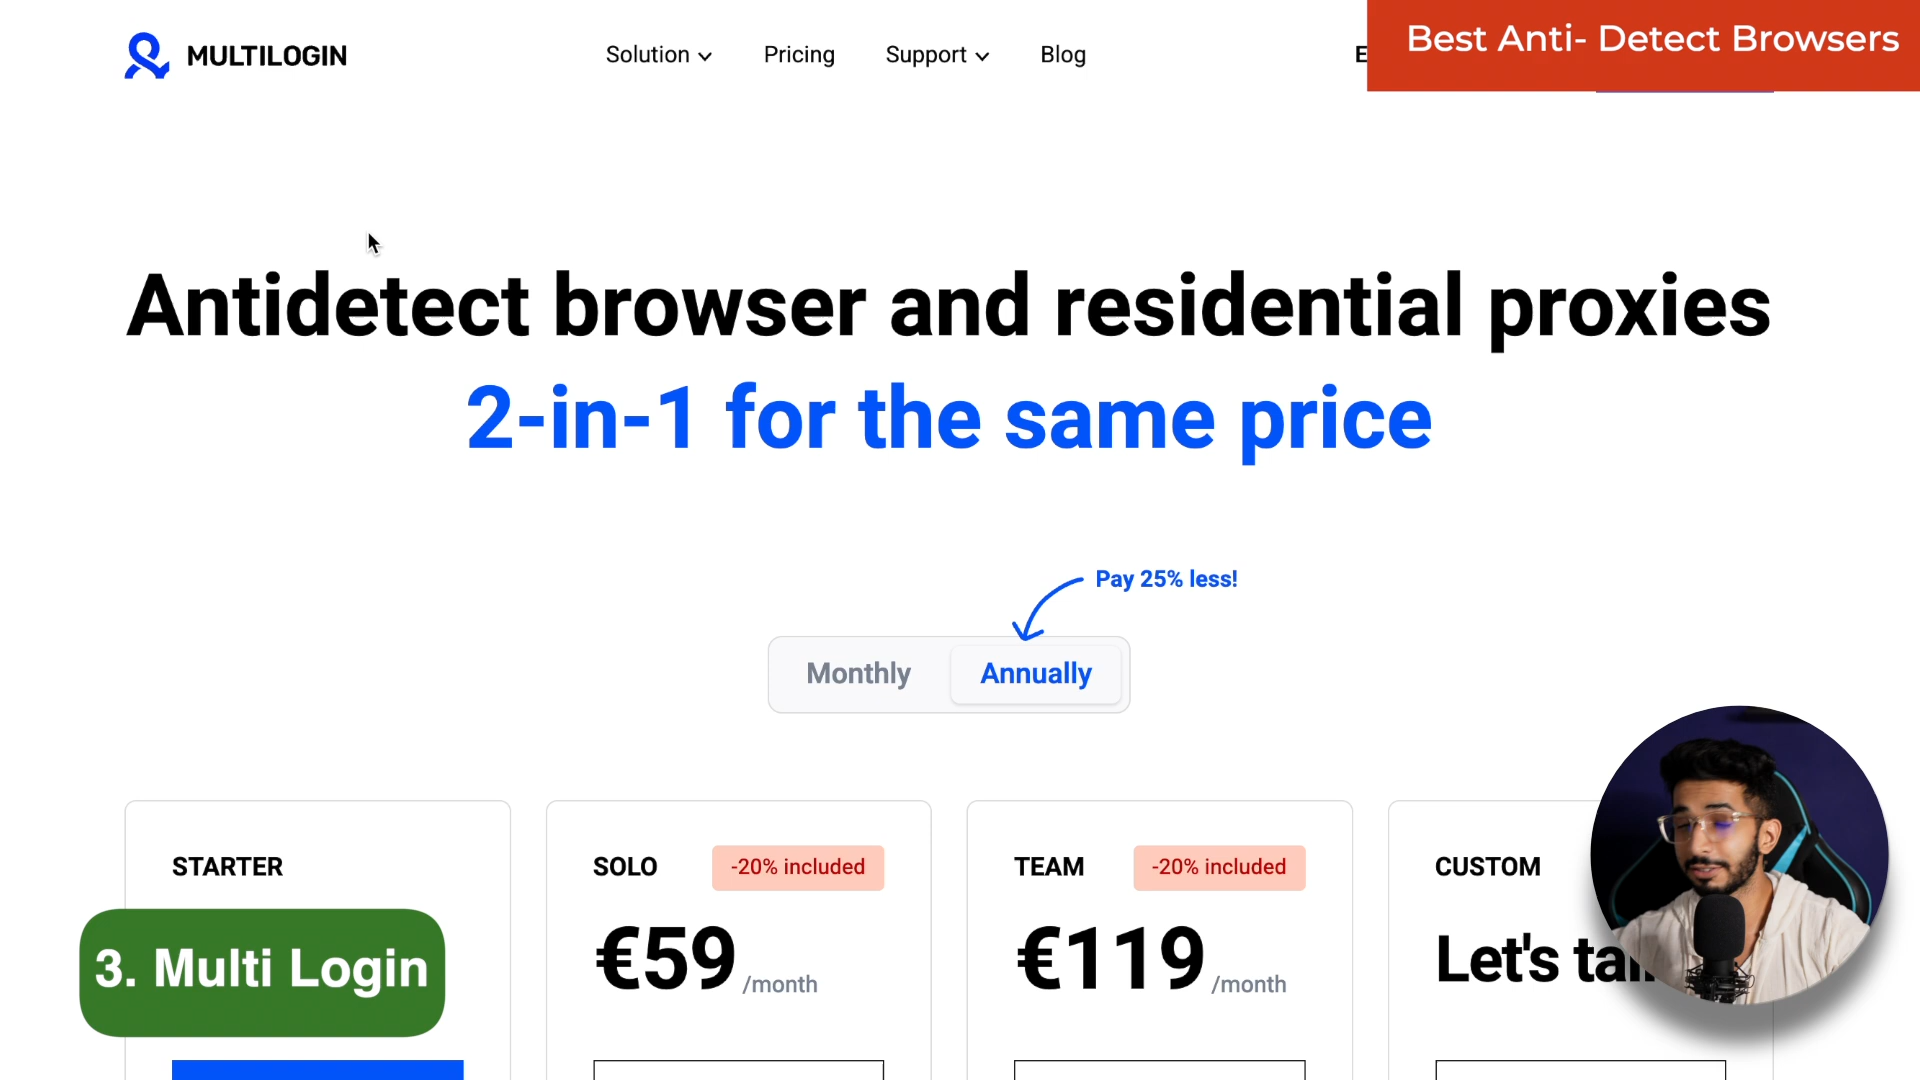 MULTILOGIN
Solution
Pricing
Support
Blog
E
Best Anti- Detect Browsers
Antidetect browser and residential proxies
2-in-1 for the same price
Pay 25% less!
Monthly
Annually
STARTER
SOLO
-20% included
€59 /month
TEAM
-20% included
€119 /month
CUSTOM
Let's
3. Multi Login